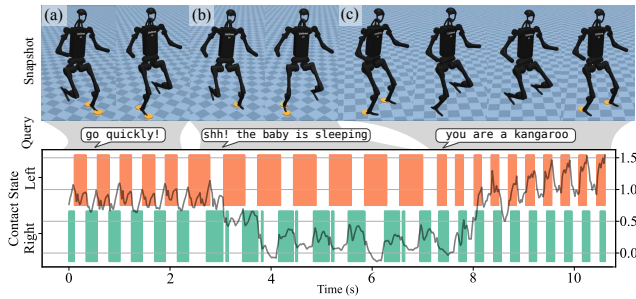 (a) (b) (c)
Snapshot
Query
go quickly!
shh! the baby is sleeping
you are a kangaroo
Contact State
Left
Right
1.5
1.0
0.5
0.0
0 2 4 6 8 10
Time (s)